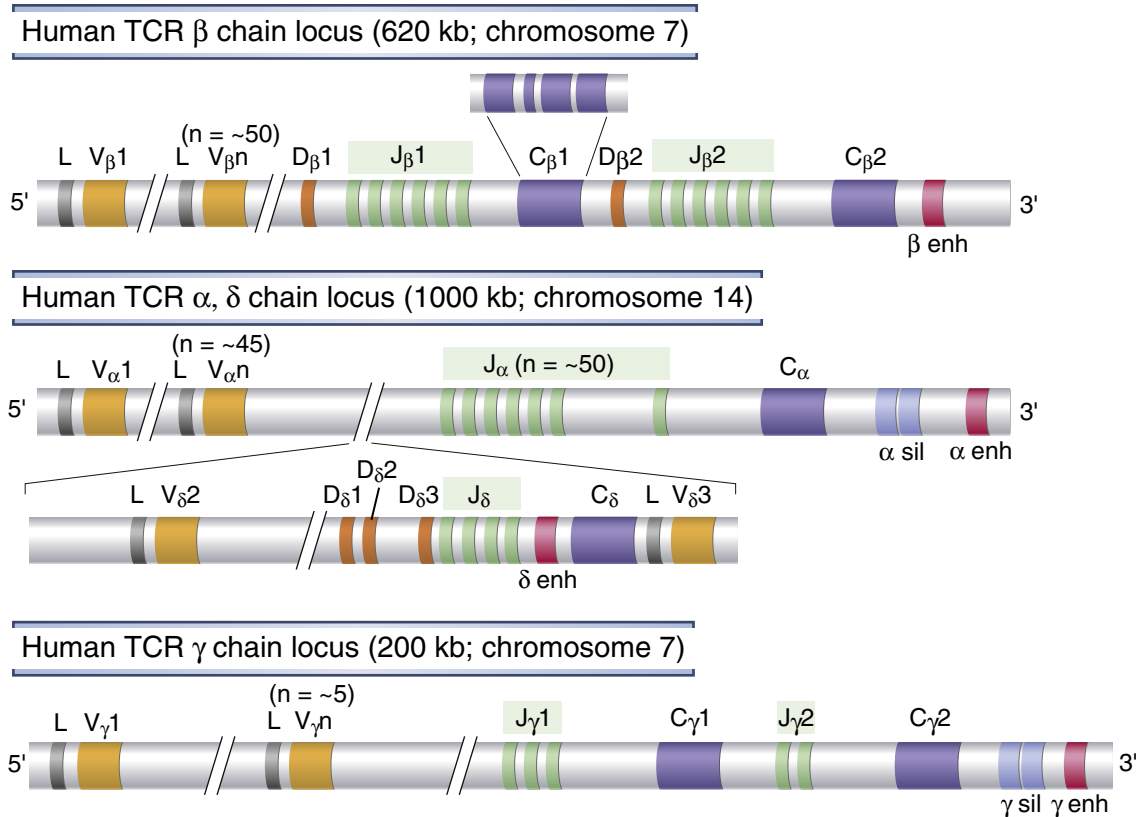 Human TCR β chain locus (620 kb; chromosome 7)
(n = ~50)
L Vβ1 L Vβn Dβ1 Jβ1 Cβ1 Dβ2 Jβ2 Cβ2
5' 3'
β enh
Human TCR α, δ chain locus (1000 kb; chromosome 14)
(n = ~45)
L Vα1 L Vαn Jα (n = ~50) Cα
5' 3'
α sil α enh
Dδ2
L Vδ2 Dδ1 Dδ3 Jδ Cδ L Vδ3
δ enh
Human TCR γ chain locus (200 kb; chromosome 7)
(n = ~5)
L Vγ1 L Vγn Jγ1 Cγ1 Jγ2 Cγ2
5' 3'
γ sil γ enh